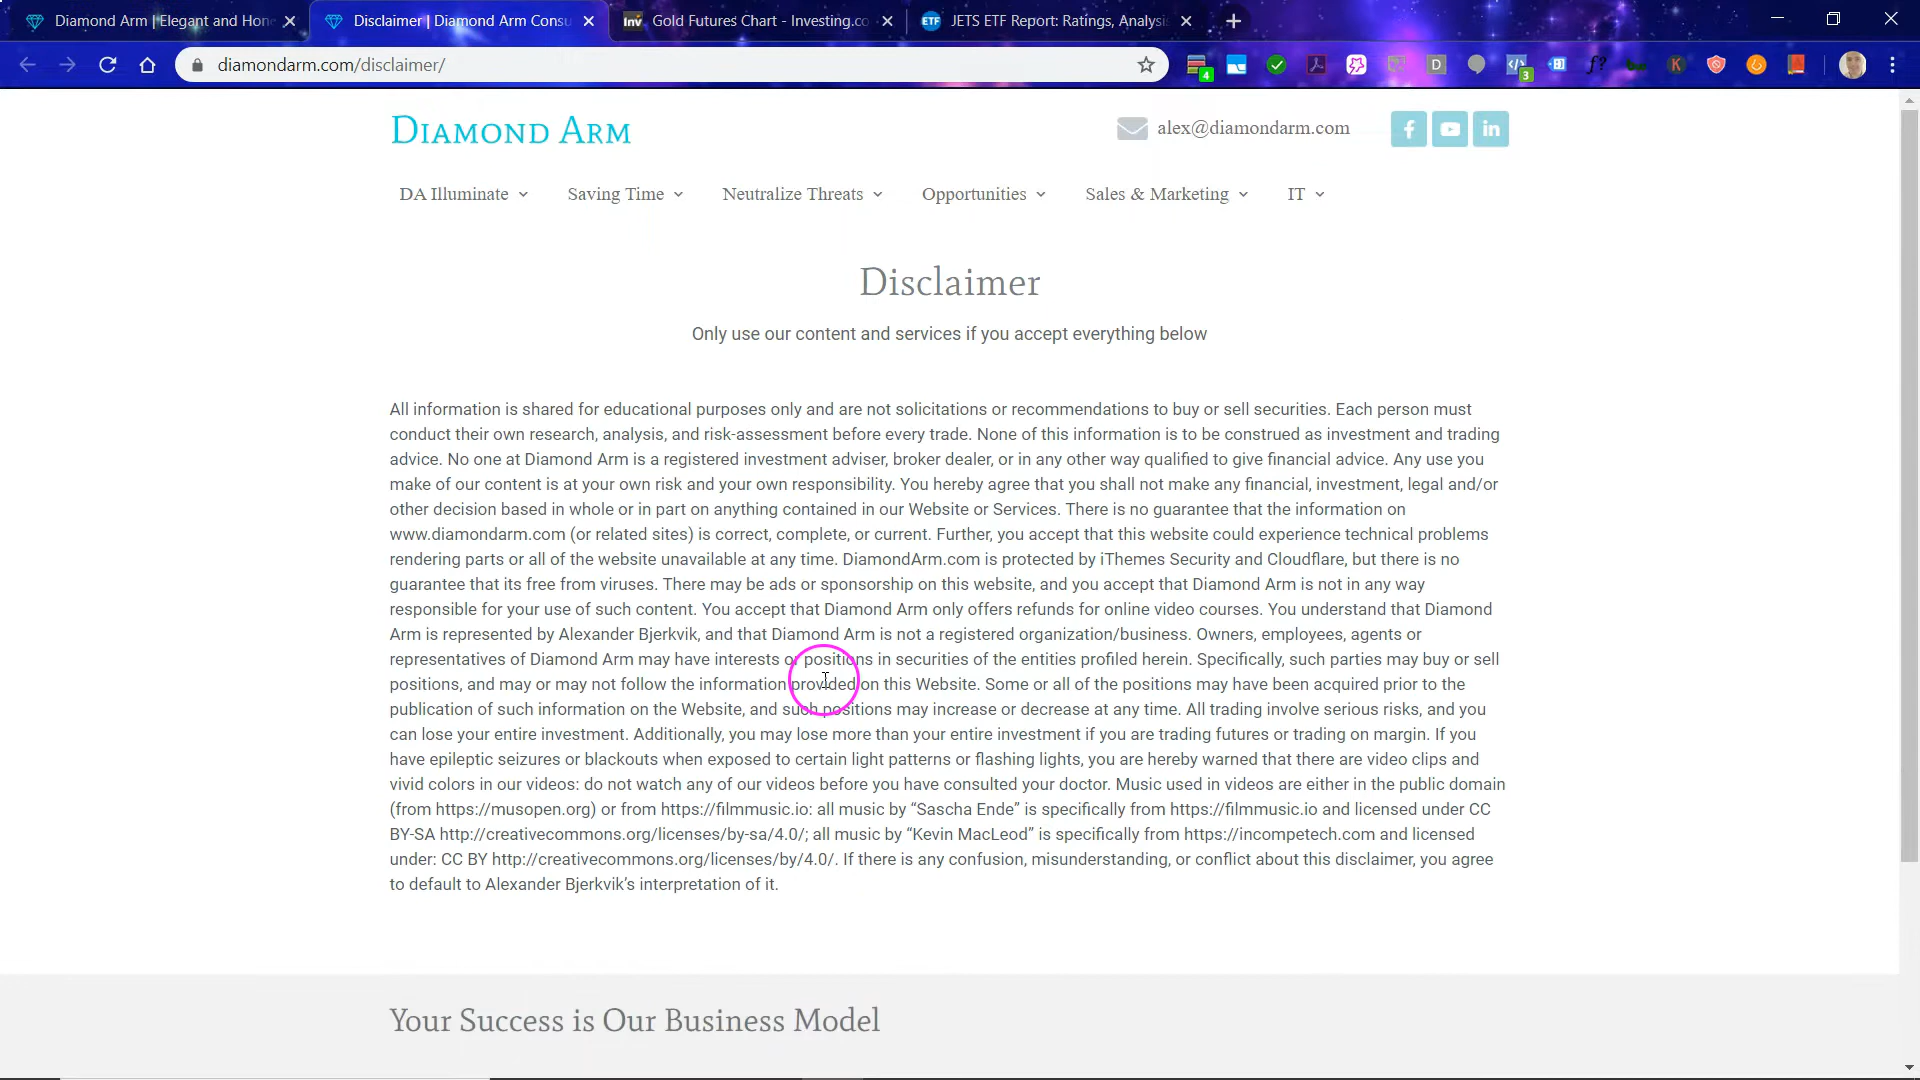 Diamond Arm | Elegant and Hone
Disclaimer | Diamond Arm Consu
Inv Gold Futures Chart - Investing.co
ETF JETS ETF Report: Ratings, Analysis
diamondarm.com/disclaimer/
4
D
3
f?
K
Diamond Arm
alex@diamondarm.com
f
in
DA Illuminate
Saving Time
Neutralize Threats
Opportunities
Sales & Marketing
IT
Disclaimer
Only use our content and services if you accept everything below
All information is shared for educational purposes only and are not solicitations or recommendations to buy or sell securities. Each person must
conduct their own research, analysis, and risk-assessment before every trade. None of this information is to be construed as investment and trading
advice. No one at Diamond Arm is a registered investment adviser, broker dealer, or in any other way qualified to give financial advice. Any use you
make of our content is at your own risk and your own responsibility. You hereby agree that you shall not make any financial, investment, legal and/or
other decision based in whole or in part on anything contained in our Website or Services. There is no guarantee that the information on
www.diamondarm.com (or related sites) is correct, complete, or current. Further, you accept that this website could experience technical problems
rendering parts or all of the website unavailable at any time. DiamondArm.com is protected by iThemes Security and Cloudflare, but there is no
guarantee that its free from viruses. There may be ads or sponsorship on this website, and you accept that Diamond Arm is not in any way
responsible for your use of such content. You accept that Diamond Arm only offers refunds for online video courses. You understand that Diamond
Arm is represented by Alexander Bjerkvik, and that Diamond Arm is not a registered organization/business. Owners, employees, agents or
representatives of Diamond Arm may have interests or positions in securities of the entities profiled herein. Specifically, such parties may buy or sell
positions, and may or may not follow the information provided on this Website. Some or all of the positions may have been acquired prior to the
publication of such information on the Website, and such positions may increase or decrease at any time. All trading involve serious risks, and you
can lose your entire investment. Additionally, you may lose more than your entire investment if you are trading futures or trading on margin. If you
have epileptic seizures or blackouts when exposed to certain light patterns or flashing lights, you are hereby warned that there are video clips and
vivid colors in our videos: do not watch any of our videos before you have consulted your doctor. Music used in videos are either in the public domain
(from https://musopen.org) or from https://filmmusic.io: all music by “Sascha Ende” is specifically from https://filmmusic.io and licensed under CC
BY-SA http://creativecommons.org/licenses/by-sa/4.0/; all music by “Kevin MacLeod” is specifically from https://incompetech.com and licensed
under: CC BY http://creativecommons.org/licenses/by/4.0/. If there is any confusion, misunderstanding, or conflict about this disclaimer, you agree
to default to Alexander Bjerkvik’s interpretation of it.
Your Success is Our Business Model